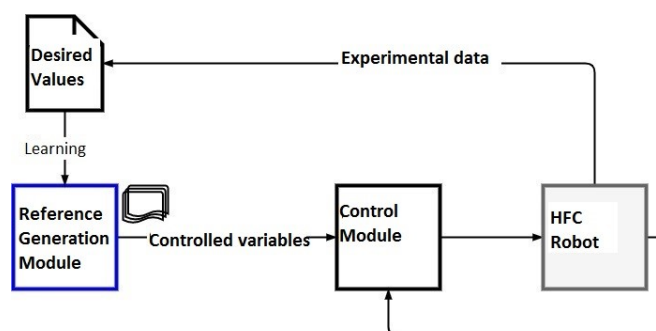 Desired
Values
Experimental data
Learning
Reference
Generation
Module
Controlled variables
Control
Module
HFC
Robot